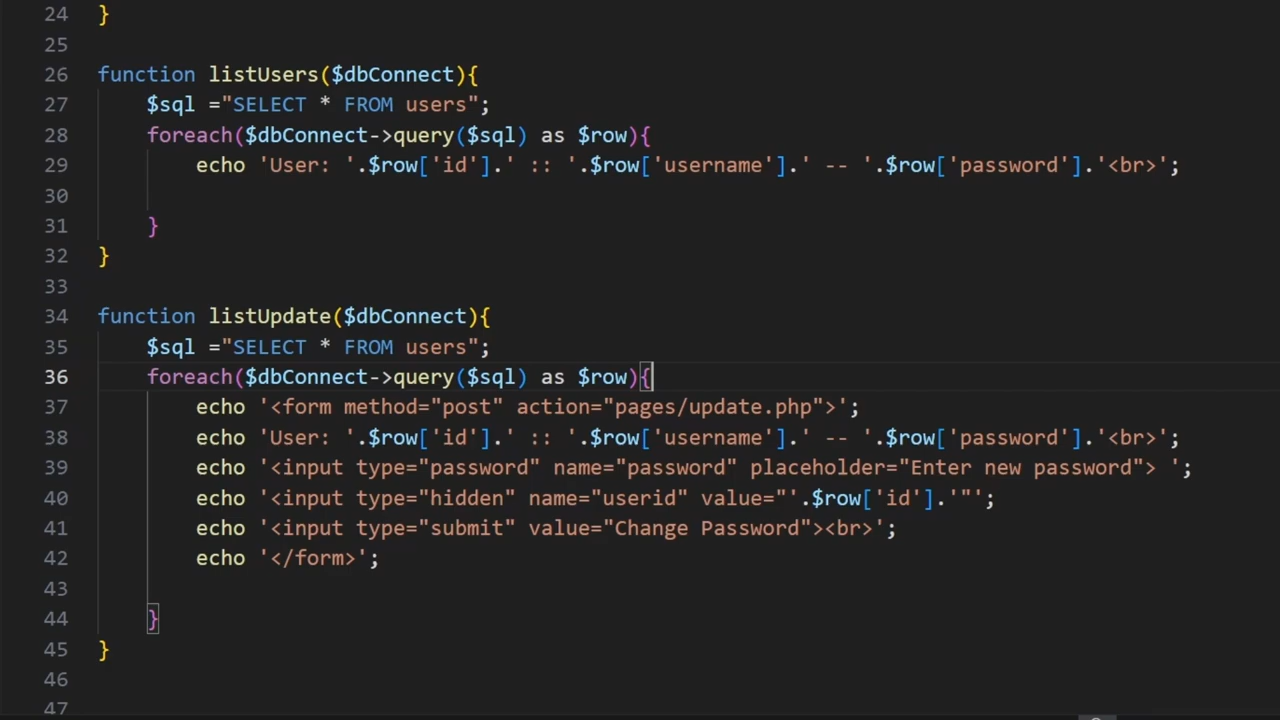 24 }
25
26 function listUsers($dbConnect){
27 $sql ="SELECT * FROM users";
28 foreach($dbConnect->query($sql) as $row){
29 echo 'User: '.$row['id'].' :: '.$row['username'].' -- '.$row['password'].'<br>';
30
31 }
32 }
33
34 function listUpdate($dbConnect){
35 $sql ="SELECT * FROM users";
36 foreach($dbConnect->query($sql) as $row){
37 echo '<form method="post" action="pages/update.php">';
38 echo 'User: '.$row['id'].' :: '.$row['username'].' -- '.$row['password'].'<br>';
39 echo '<input type="password" name="password" placeholder="Enter new password"> ';
40 echo '<input type="hidden" name="userid" value="'.$row['id'].'"';
41 echo '<input type="submit" value="Change Password"><br>';
42 echo '</form>';
43
44 }
45 }
46
47